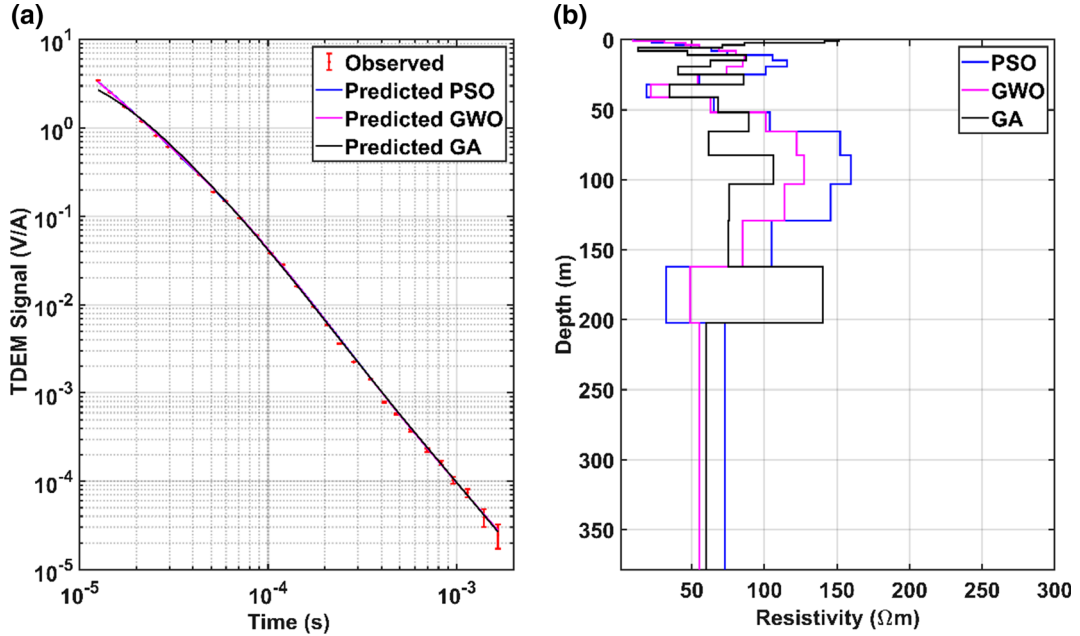 (a)
TDEM Signal (V/A)
10^1
10^0
10^-1
10^-2
10^-3
10^-4
10^-5
Observed
Predicted PSO
Predicted GWO
Predicted GA
10^-5
10^-4
10^-3
Time (s)
(b)
Depth (m)
0
50
100
150
200
250
300
350
PSO
GWO
GA
50
100
150
200
250
300
Resistivity (Ωm)